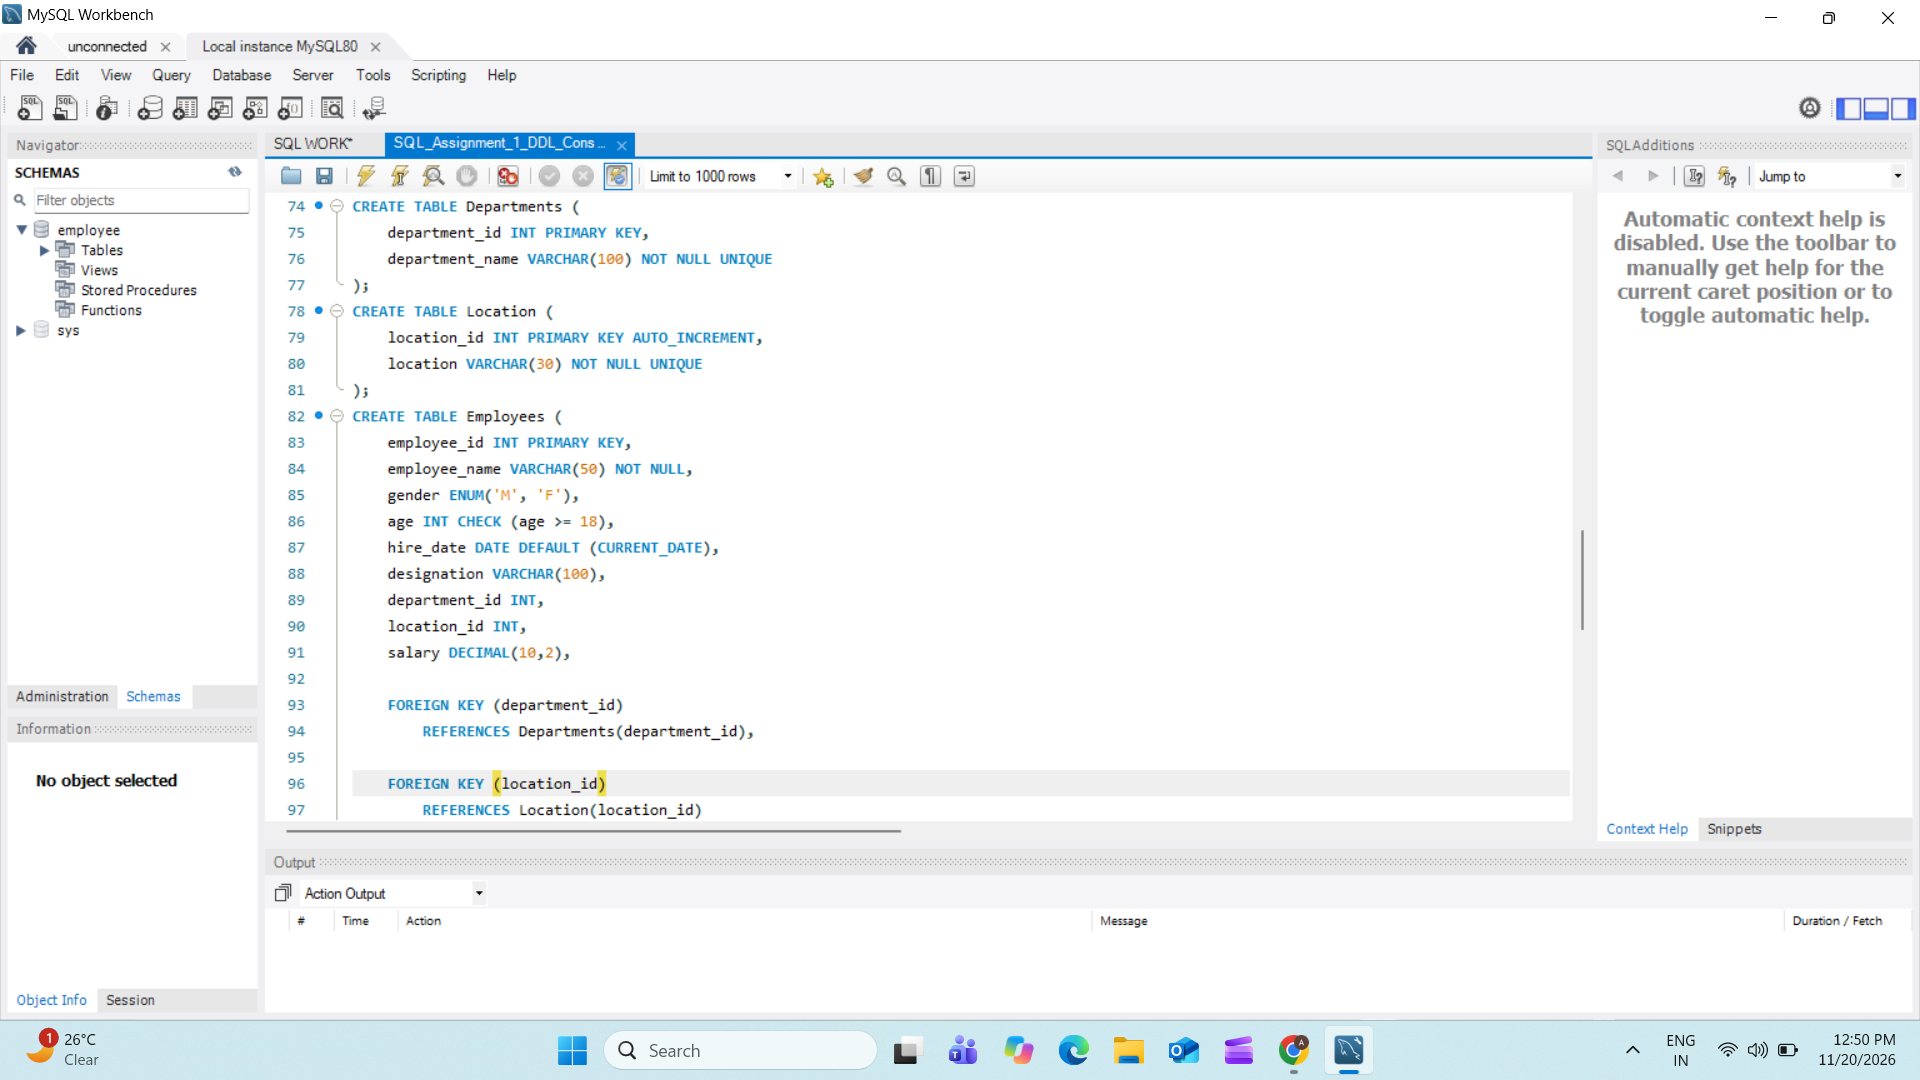 MySQL Workbench
unconnected
Local instance MySQL80
File Edit View Query Database Server Tools Scripting Help
Navigator
SCHEMAS
Filter objects
employee
Tables
Views
Stored Procedures
Functions
sys
Administration Schemas
Information
No object selected
Object Info Session
SQL WORK*
SQL_Assignment_1_DDL_Cons...
Limit to 1000 rows
74 CREATE TABLE Departments (
75 department_id INT PRIMARY KEY,
76 department_name VARCHAR(100) NOT NULL UNIQUE
77 );
78 CREATE TABLE Location (
79 location_id INT PRIMARY KEY AUTO_INCREMENT,
80 location VARCHAR(30) NOT NULL UNIQUE
81 );
82 CREATE TABLE Employees (
83 employee_id INT PRIMARY KEY,
84 employee_name VARCHAR(50) NOT NULL,
85 gender ENUM('M', 'F'),
86 age INT CHECK (age >= 18),
87 hire_date DATE DEFAULT (CURRENT_DATE),
88 designation VARCHAR(100),
89 department_id INT,
90 location_id INT,
91 salary DECIMAL(10,2),
92
93 FOREIGN KEY (department_id)
94 REFERENCES Departments(department_id),
95
96 FOREIGN KEY (location_id)
97 REFERENCES Location(location_id)
SQLAdditions
Jump to
Automatic context help is
disabled. Use the toolbar to
manually get help for the
current caret position or to
toggle automatic help.
Context Help Snippets
Output
Action Output
# Time Action Message Duration / Fetch
1
26°C
Clear
Search
ENG
IN
12:50 PM
11/20/2026